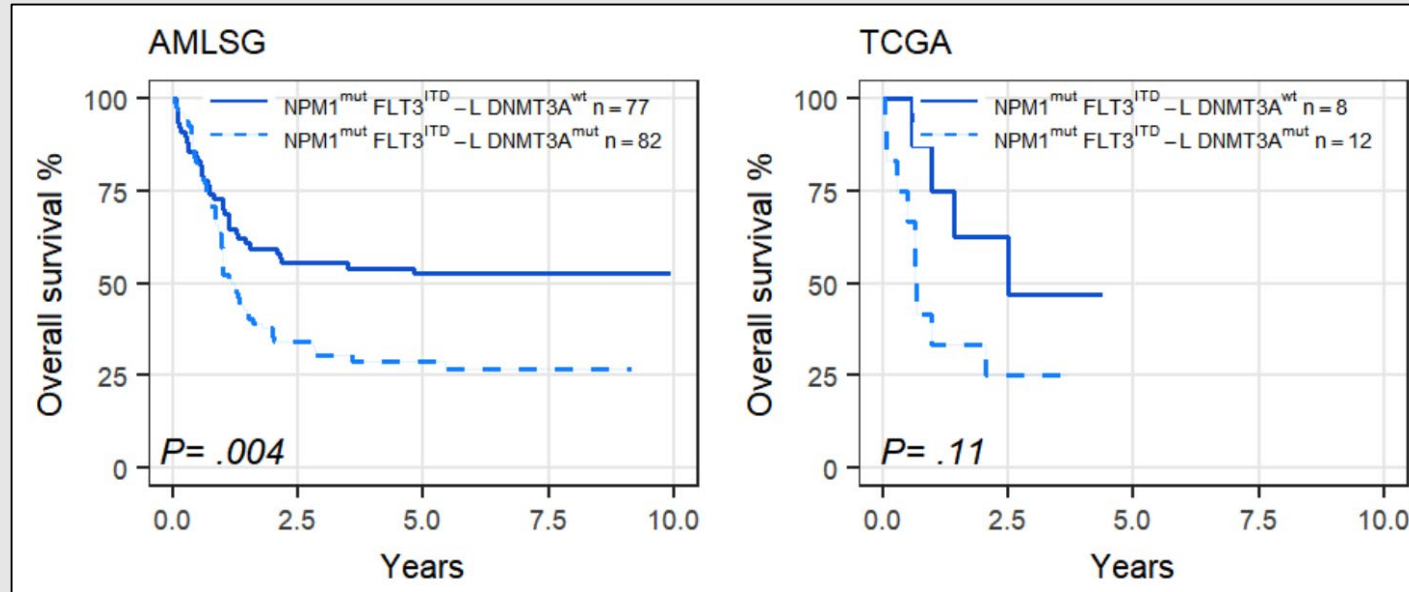 AMLSG
NPM1mut FLT3ITD –L DNMT3Awt n = 77
NPM1mut FLT3ITD –L DNMT3Amut n = 82
100
75
50
25
0
Overall survival %
P= .004
0.0 2.5 5.0 7.5 10.0
Years
TCGA
NPM1mut FLT3ITD –L DNMT3Awt n = 8
NPM1mut FLT3ITD –L DNMT3Amut n = 12
100
75
50
25
0
Overall survival %
P= .11
0.0 2.5 5.0 7.5 10.0
Years